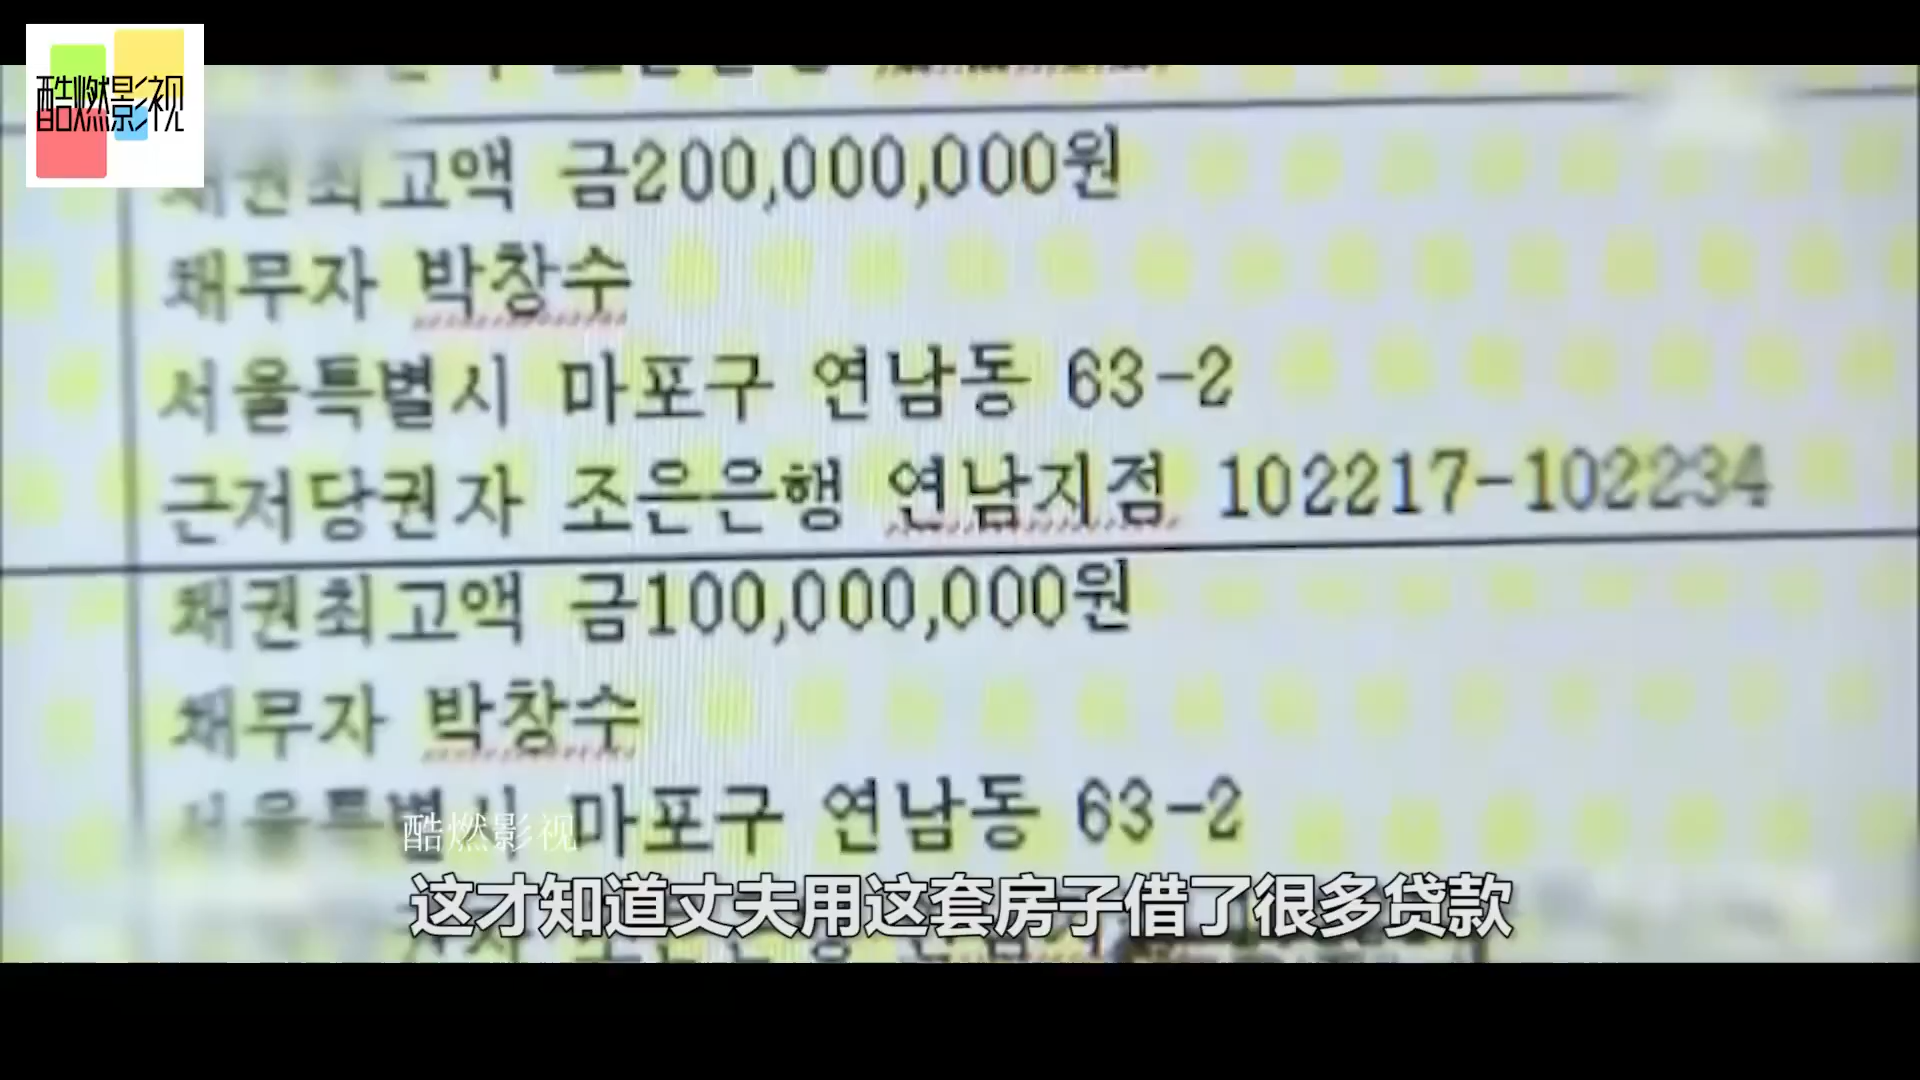 酷燃影视
채권최고액 금200,000,000원
채무자 박창수
서울특별시 마포구 연남동 63-2
근저당권자 조은은행 연남지점 102217-102234
채권최고액 금100,000,000원
채무자 박창수
서울특별시 마포구 연남동 63-2
酷燃影视
这才知道丈夫用这套房子借了很多贷款